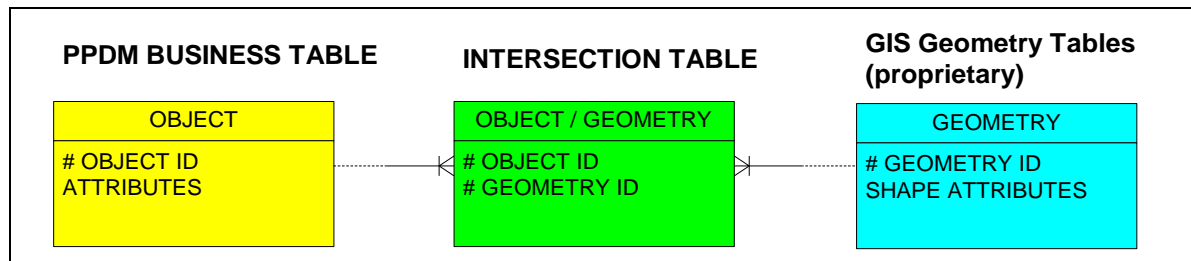 PPDM BUSINESS TABLE
INTERSECTION TABLE
GIS Geometry Tables
(proprietary)
OBJECT
# OBJECT ID
ATTRIBUTES
OBJECT / GEOMETRY
# OBJECT ID
# GEOMETRY ID
GEOMETRY
# GEOMETRY ID
SHAPE ATTRIBUTES